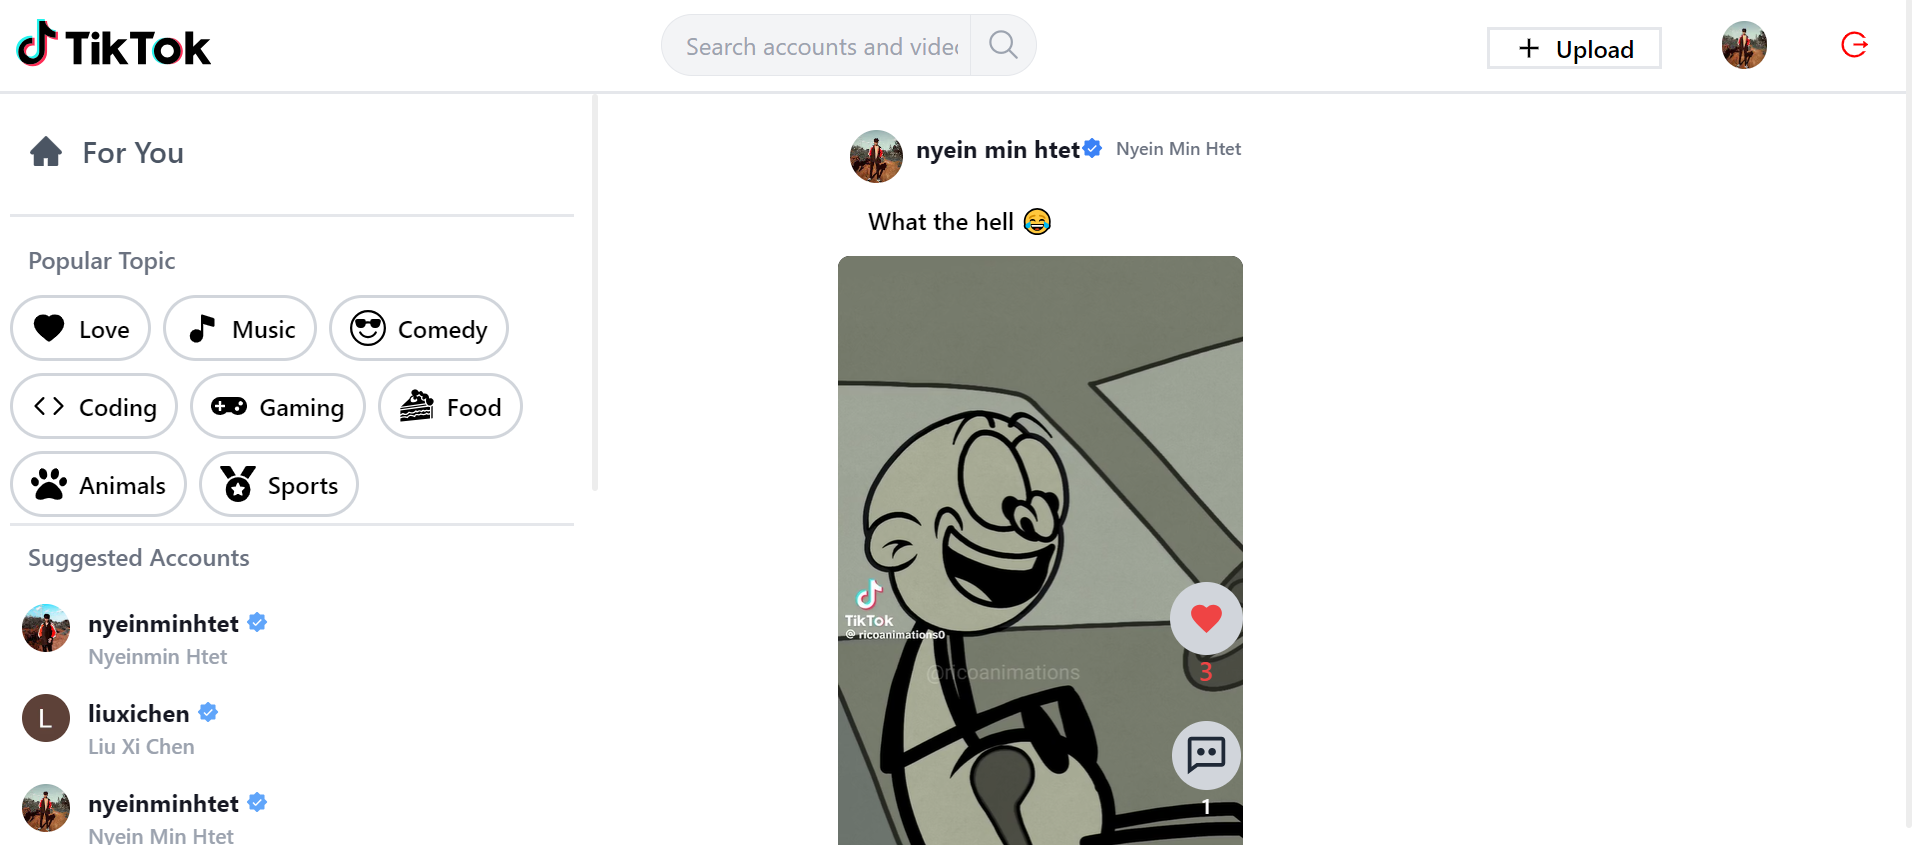 TikTok
Search accounts and vide
Upload
For You
nyein min htet Nyein Min Htet
What the hell 😂
Popular Topic
Love Music Comedy
Coding Gaming Food
Animals Sports
Suggested Accounts
nyeinminhtet
Nyeinmin Htet
L
liuxichen
Liu Xi Chen
nyeinminhtet
Nyein Min Htet
TikTok
@ ricoanimations0
@ricoanimations
3
1